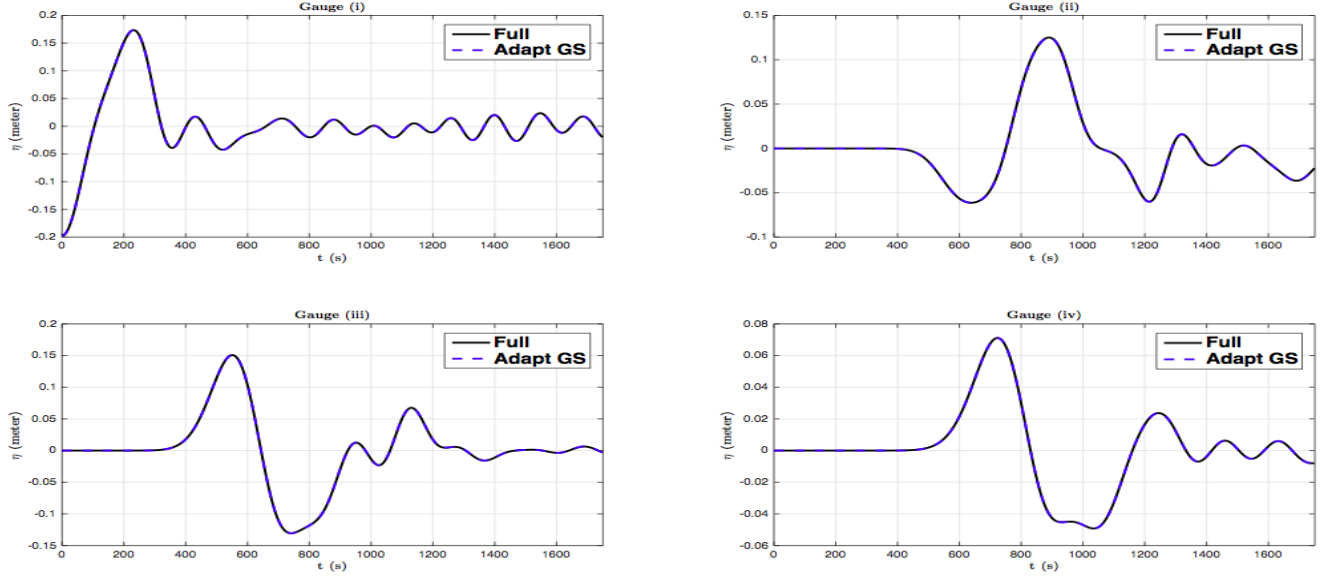 Gauge (i)
0.2
0.15
0.1
0.05
0
-0.05
-0.1
-0.15
-0.2
η (meter)
Full
Adapt GS
0 200 400 600 800 1000 1200 1400 1600
t (s)
Gauge (ii)
0.15
0.1
0.05
0
-0.05
-0.1
η (meter)
Full
Adapt GS
0 200 400 600 800 1000 1200 1400 1600
t (s)
Gauge (iii)
0.2
0.15
0.1
0.05
0
-0.05
-0.1
-0.15
η (meter)
Full
Adapt GS
0 200 400 600 800 1000 1200 1400 1600
t (s)
Gauge (iv)
0.08
0.06
0.04
0.02
0
-0.02
-0.04
-0.06
η (meter)
Full
Adapt GS
0 200 400 600 800 1000 1200 1400 1600
t (s)